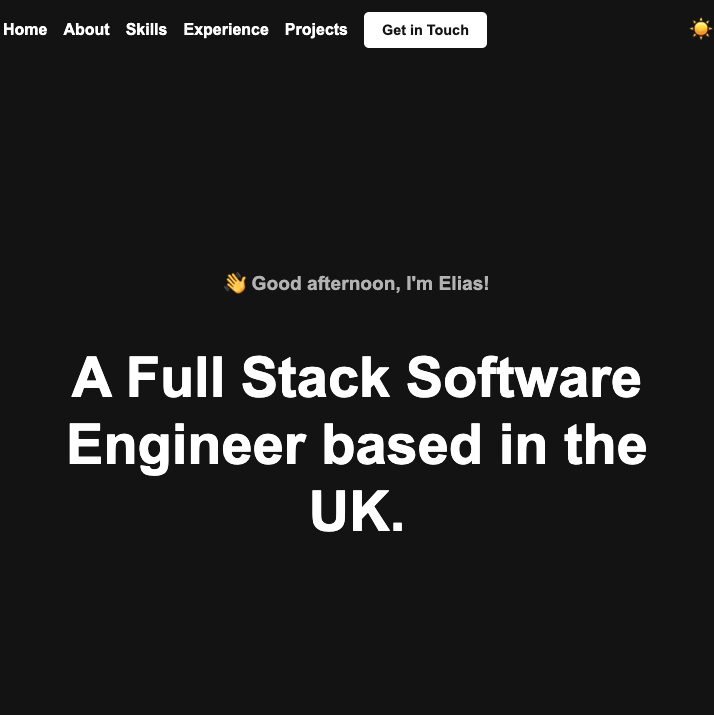 Home About Skills Experience Projects Get in Touch
👋 Good afternoon, I'm Elias!
A Full Stack Software
Engineer based in the
UK.